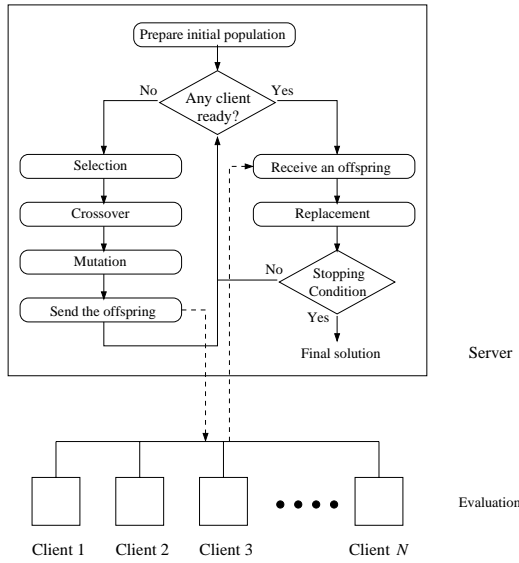 Prepare initial population
No
Yes
Any client
ready?
Selection
Receive an offspring
Crossover
Replacement
Mutation
No
Stopping
Condition
Send the offspring
Yes
Final solution
Server
Evaluation
Client 1
Client 2
Client 3
Client N